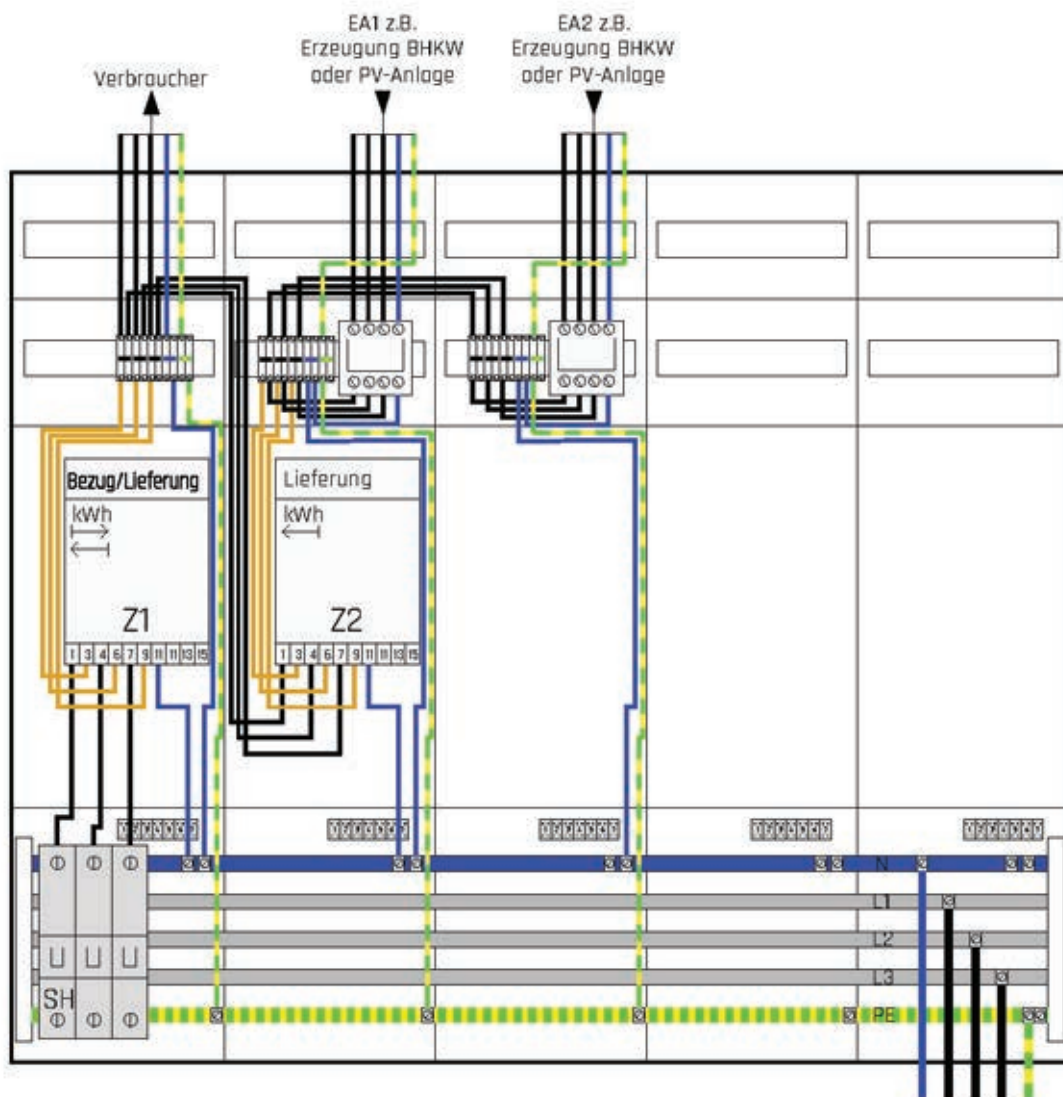 EA1 z.B.
Erzeugung BHKW
oder PV-Anlage
EA2 z.B.
Erzeugung BHKW
oder PV-Anlage
Verbraucher
Bezug/Lieferung
kWh
Z1
1 3 4 6 7 9 11 11 13 15
Lieferung
kWh
Z2
1 3 4 6 7 9 11 11 13 15
N
L1
L2
L3
SH
PE